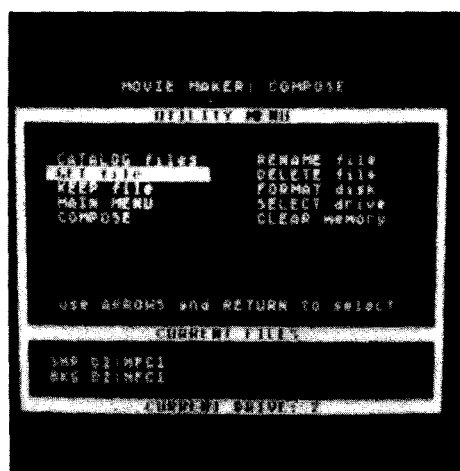 MOVIE MAKER: COMPOSE
UTILITY MENU
CATALOG files
GET file
KEEP file
MAIN MENU
COMPOSE
RENAME file
DELETE file
FORMAT disk
SELECT drive
CLEAR memory
use ARROWS and RETURN to select
CURRENT FILES
SHP D2:MFC1
BKG D2:MFC1
CURRENT DRIVE: 2